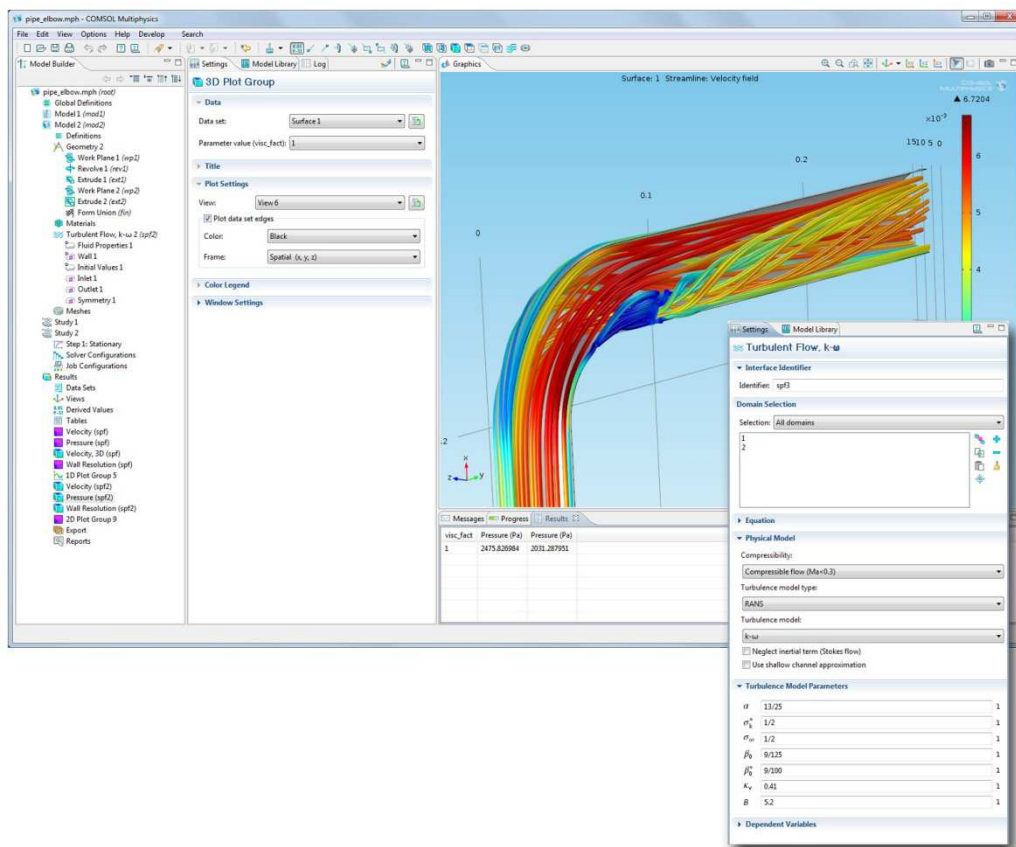 pipe_elbow.mph - COMSOL Multiphysics
File Edit View Options Help Develop Search
Model Builder
pipe_elbow.mph (root)
Global Definitions
Model 1 (mod1)
Model 2 (mod2)
Definitions
Geometry 2
Work Plane 1 (wp1)
Revolve 1 (rev1)
Extrude 1 (ext1)
Work Plane 2 (wp2)
Extrude 2 (ext2)
Form Union (fin)
Materials
Turbulent Flow, k-ω 2 (spf2)
Fluid Properties 1
Wall 1
Initial Values 1
Inlet 1
Outlet 1
Symmetry 1
Meshes
Study 1
Study 2
Step 1: Stationary
Solver Configurations
Job Configurations
Results
Data Sets
Views
Derived Values
Tables
Velocity (spf)
Pressure (spf)
Velocity, 3D (spf)
Wall Resolution (spf)
1D Plot Group 5
Velocity (spf2)
Pressure (spf2)
Wall Resolution (spf2)
2D Plot Group 9
Export
Reports
Settings Model Library Log
3D Plot Group
Data
Data set: Surface 1
Parameter value (visc_fact): 1
Title
Plot Settings
View: View 6
Plot data set edges
Color: Black
Frame: Spatial (x, y, z)
Color Legend
Window Settings
Graphics
Surface: 1 Streamline: Velocity field
COMSOL
MULTIPHYSICS
▲ 6.7204
×10⁻³
15 10 5 0
0.2
0.1
0
6
5
4
.2
x
z y
Messages Progress Results
visc_fact Pressure (Pa) Pressure (Pa)
1 2475.826984 2031.287951
Settings Model Library
Turbulent Flow, k-ω
Interface Identifier
Identifier: spf3
Domain Selection
Selection: All domains
1
2
Equation
Physical Model
Compressibility:
Compressible flow (Ma<0.3)
Turbulence model type:
RANS
Turbulence model:
k-ω
Neglect inertial term (Stokes flow)
Use shallow channel approximation
Turbulence Model Parameters
α 13/25 1
σ*k 1/2 1
σω 1/2 1
β0 9/125 1
β*0 9/100 1
κv 0.41 1
B 5.2 1
Dependent Variables